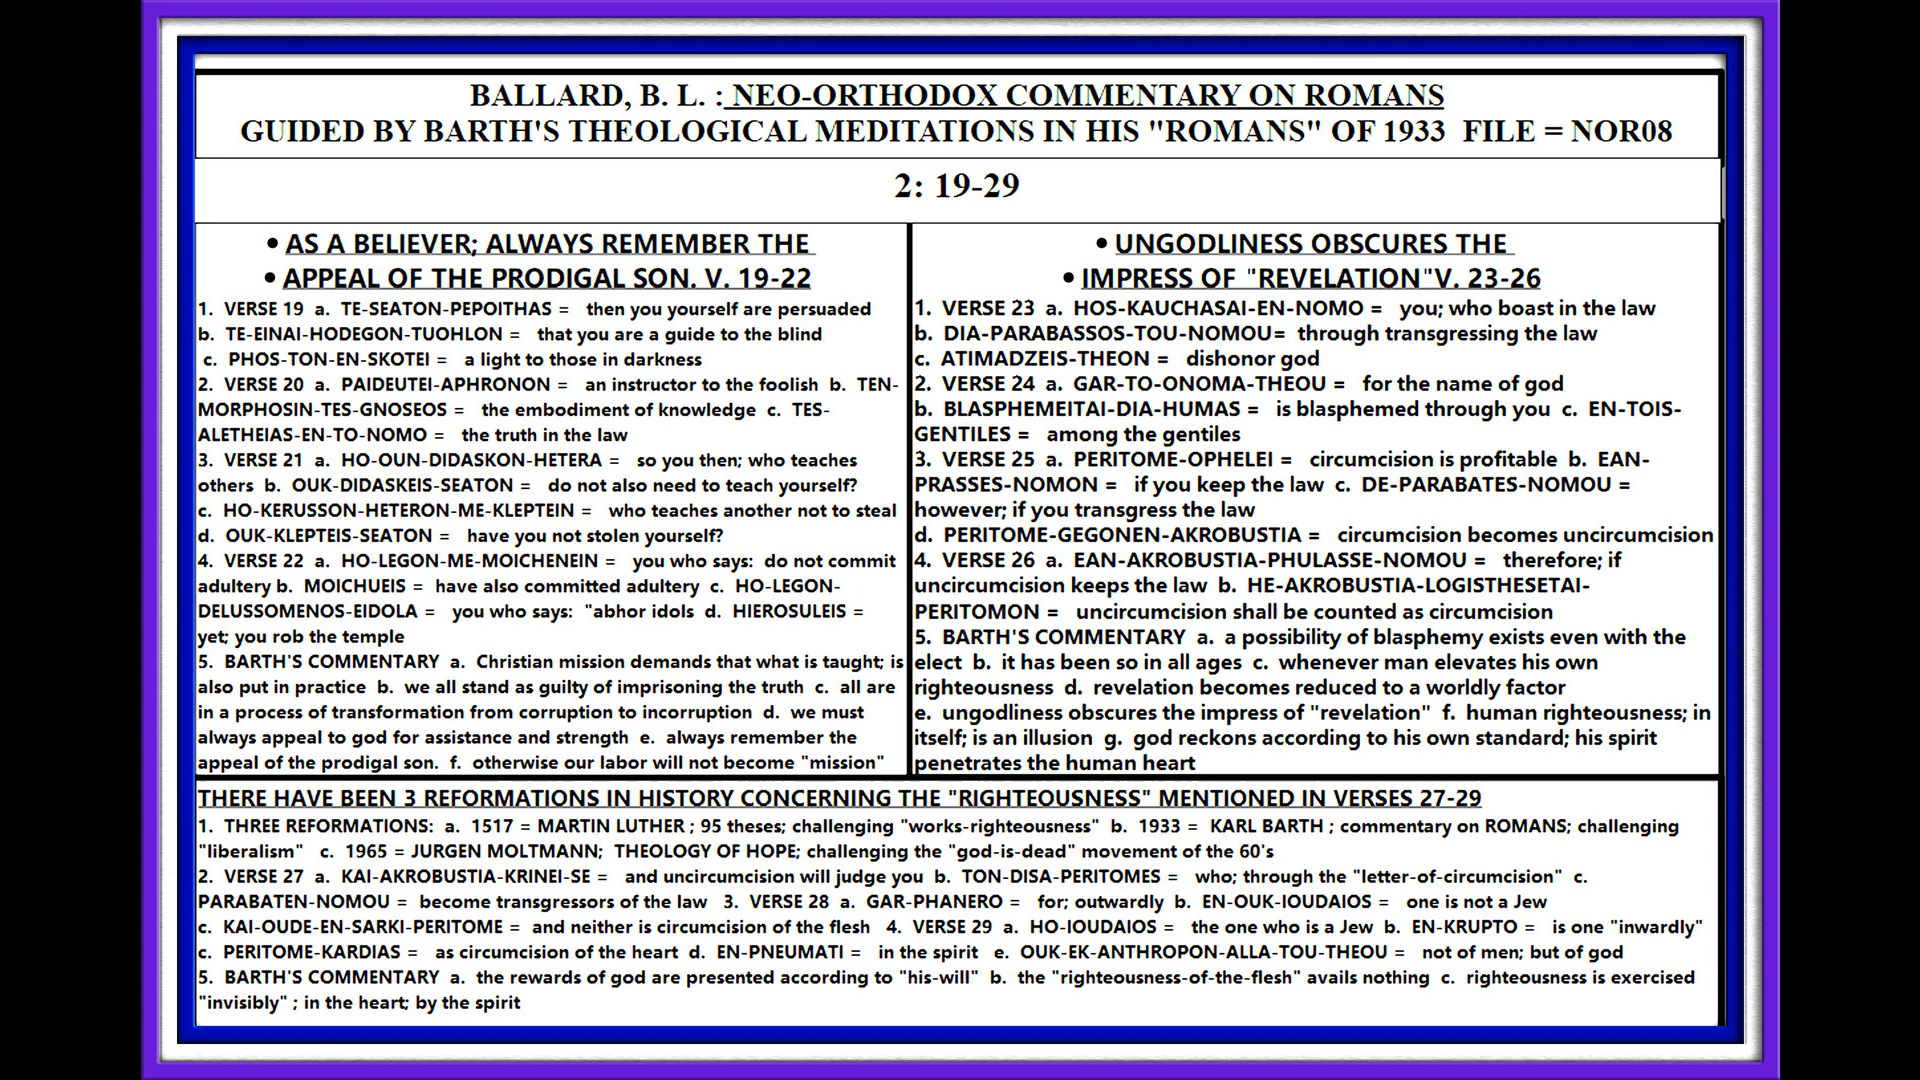 BALLARD, B. L. : NEO-ORTHODOX COMMENTARY ON ROMANS
GUIDED BY BARTH'S THEOLOGICAL MEDITATIONS IN HIS "ROMANS" OF 1933 FILE = NOR08
2: 19-29
• AS A BELIEVER; ALWAYS REMEMBER THE
• APPEAL OF THE PRODIGAL SON. V. 19-22
1. VERSE 19 a. TE-SEATON-PEPOITHAS = then you yourself are persuaded
b. TE-EINAI-HODEGON-TUOHLON = that you are a guide to the blind
c. PHOS-TON-EN-SKOTEI = a light to those in darkness
2. VERSE 20 a. PAIDEUTEI-APHRONON = an instructor to the foolish b. TEN-
MORPHOSIN-TES-GNOSEOS = the embodiment of knowledge c. TES-
ALETHEIAS-EN-TO-NOMO = the truth in the law
3. VERSE 21 a. HO-OUN-DIDASKON-HETERA = so you then; who teaches
others b. OUK-DIDASKEIS-SEATON = do not also need to teach yourself?
c. HO-KERUSSON-HETERON-ME-KLEPTEIN = who teaches another not to steal
d. OUK-KLEPTEIS-SEATON = have you not stolen yourself?
4. VERSE 22 a. HO-LEGON-ME-MOICHENEIN = you who says: do not commit
adultery b. MOICHUEIS = have also committed adultery c. HO-LEGON-
DELUSSOMENOS-EIDOLA = you who says: "abhor idols d. HIEROSULEIS =
yet; you rob the temple
5. BARTH'S COMMENTARY a. Christian mission demands that what is taught; is
also put in practice b. we all stand as guilty of imprisoning the truth c. all are
in a process of transformation from corruption to incorruption d. we must
always appeal to god for assistance and strength e. always remember the
appeal of the prodigal son. f. otherwise our labor will not become "mission"
• UNGODLINESS OBSCURES THE
• IMPRESS OF "REVELATION"V. 23-26
1. VERSE 23 a. HOS-KAUCHASAI-EN-NOMO = you; who boast in the law
b. DIA-PARABASSOS-TOU-NOMOU= through transgressing the law
c. ATIMADZEIS-THEON = dishonor god
2. VERSE 24 a. GAR-TO-ONOMA-THEOU = for the name of god
b. BLASPHEMEITAI-DIA-HUMAS = is blasphemed through you c. EN-TOIS-
GENTILES = among the gentiles
3. VERSE 25 a. PERITOME-OPHELEI = circumcision is profitable b. EAN-
PRASSES-NOMON = if you keep the law c. DE-PARABATES-NOMOU =
however; if you transgress the law
d. PERITOME-GEGONEN-AKROBUSTIA = circumcision becomes uncircumcision
4. VERSE 26 a. EAN-AKROBUSTIA-PHULASSE-NOMOU = therefore; if
uncircumcision keeps the law b. HE-AKROBUSTIA-LOGISTHESETAI-
PERITOMON = uncircumcision shall be counted as circumcision
5. BARTH'S COMMENTARY a. a possibility of blasphemy exists even with the
elect b. it has been so in all ages c. whenever man elevates his own
righteousness d. revelation becomes reduced to a worldly factor
e. ungodliness obscures the impress of "revelation" f. human righteousness; in
itself; is an illusion g. god reckons according to his own standard; his spirit
penetrates the human heart
THERE HAVE BEEN 3 REFORMATIONS IN HISTORY CONCERNING THE "RIGHTEOUSNESS" MENTIONED IN VERSES 27-29
1. THREE REFORMATIONS: a. 1517 = MARTIN LUTHER ; 95 theses; challenging "works-righteousness" b. 1933 = KARL BARTH ; commentary on ROMANS; challenging
"liberalism" c. 1965 = JURGEN MOLTMANN; THEOLOGY OF HOPE; challenging the "god-is-dead" movement of the 60's
2. VERSE 27 a. KAI-AKROBUSTIA-KRINEI-SE = and uncircumcision will judge you b. TON-DISA-PERITOMES = who; through the "letter-of-circumcision" c.
PARABATEN-NOMOU = become transgressors of the law 3. VERSE 28 a. GAR-PHANERO = for; outwardly b. EN-OUK-IOUDAIOS = one is not a Jew
c. KAI-OUDE-EN-SARKI-PERITOME = and neither is circumcision of the flesh 4. VERSE 29 a. HO-IOUDAIOS = the one who is a Jew b. EN-KRUPTO = is one "inwardly"
c. PERITOME-KARDIAS = as circumcision of the heart d. EN-PNEUMATI = in the spirit e. OUK-EK-ANTHROPON-ALLA-TOU-THEOU = not of men; but of god
5. BARTH'S COMMENTARY a. the rewards of god are presented according to "his-will" b. the "righteousness-of-the-flesh" avails nothing c. righteousness is exercised
"invisibly" ; in the heart; by the spirit